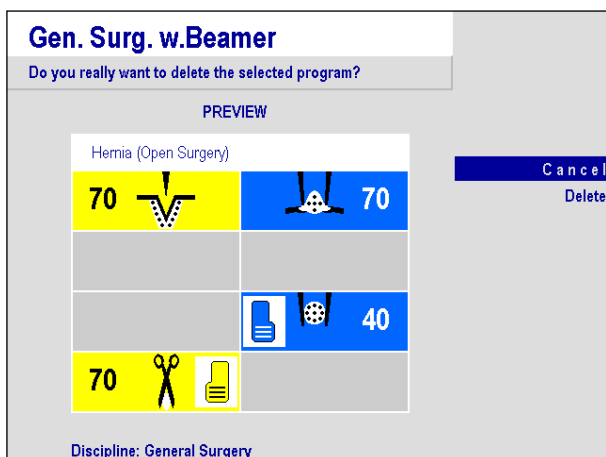 Gen. Surg. w.Beamer
Do you really want to delete the selected program?
PREVIEW
Hernia (Open Surgery)
70 70
Cancel
Delete
40
70
Discipline: General Surgery